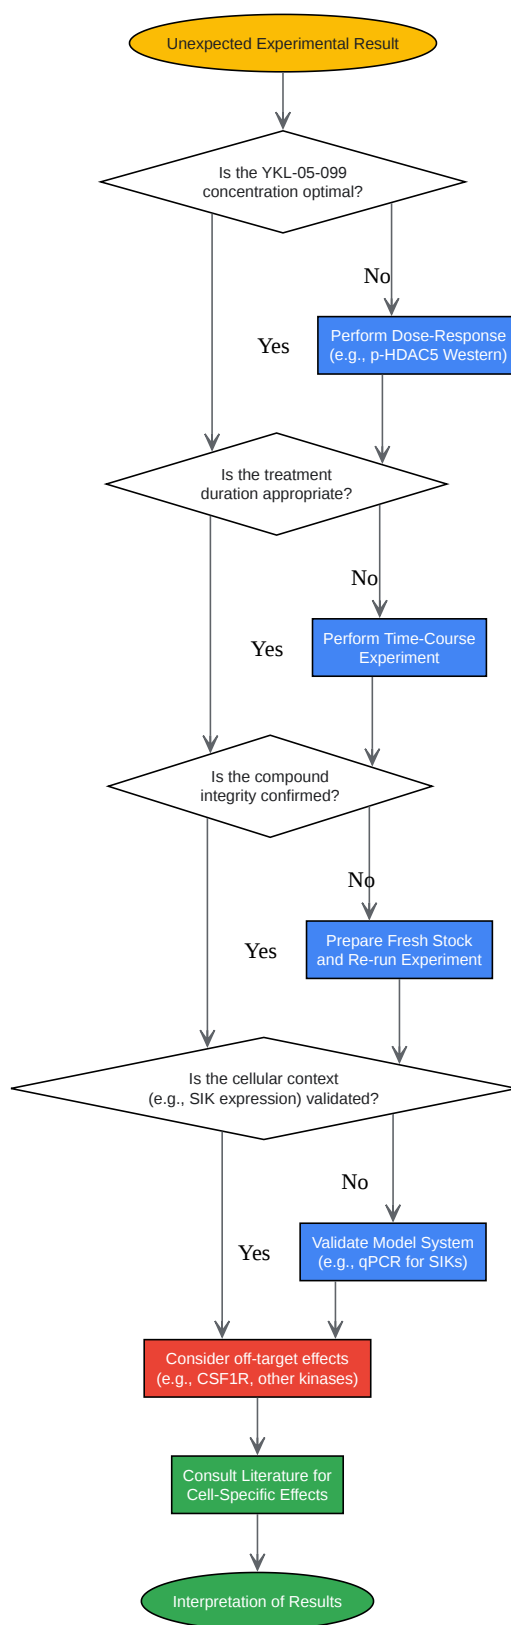 Unexpected Experimental Result
Is the YKL-05-099
concentration optimal?
No
Yes
Perform Dose-Response
(e.g., p-HDAC5 Western)
Is the treatment
duration appropriate?
No
Yes
Perform Time-Course
Experiment
Is the compound
integrity confirmed?
No
Yes
Prepare Fresh Stock
and Re-run Experiment
Is the cellular context
(e.g., SIK expression) validated?
No
Yes
Validate Model System
(e.g., qPCR for SIKs)
Consider off-target effects
(e.g., CSF1R, other kinases)
Consult Literature for
Cell-Specific Effects
Interpretation of Results